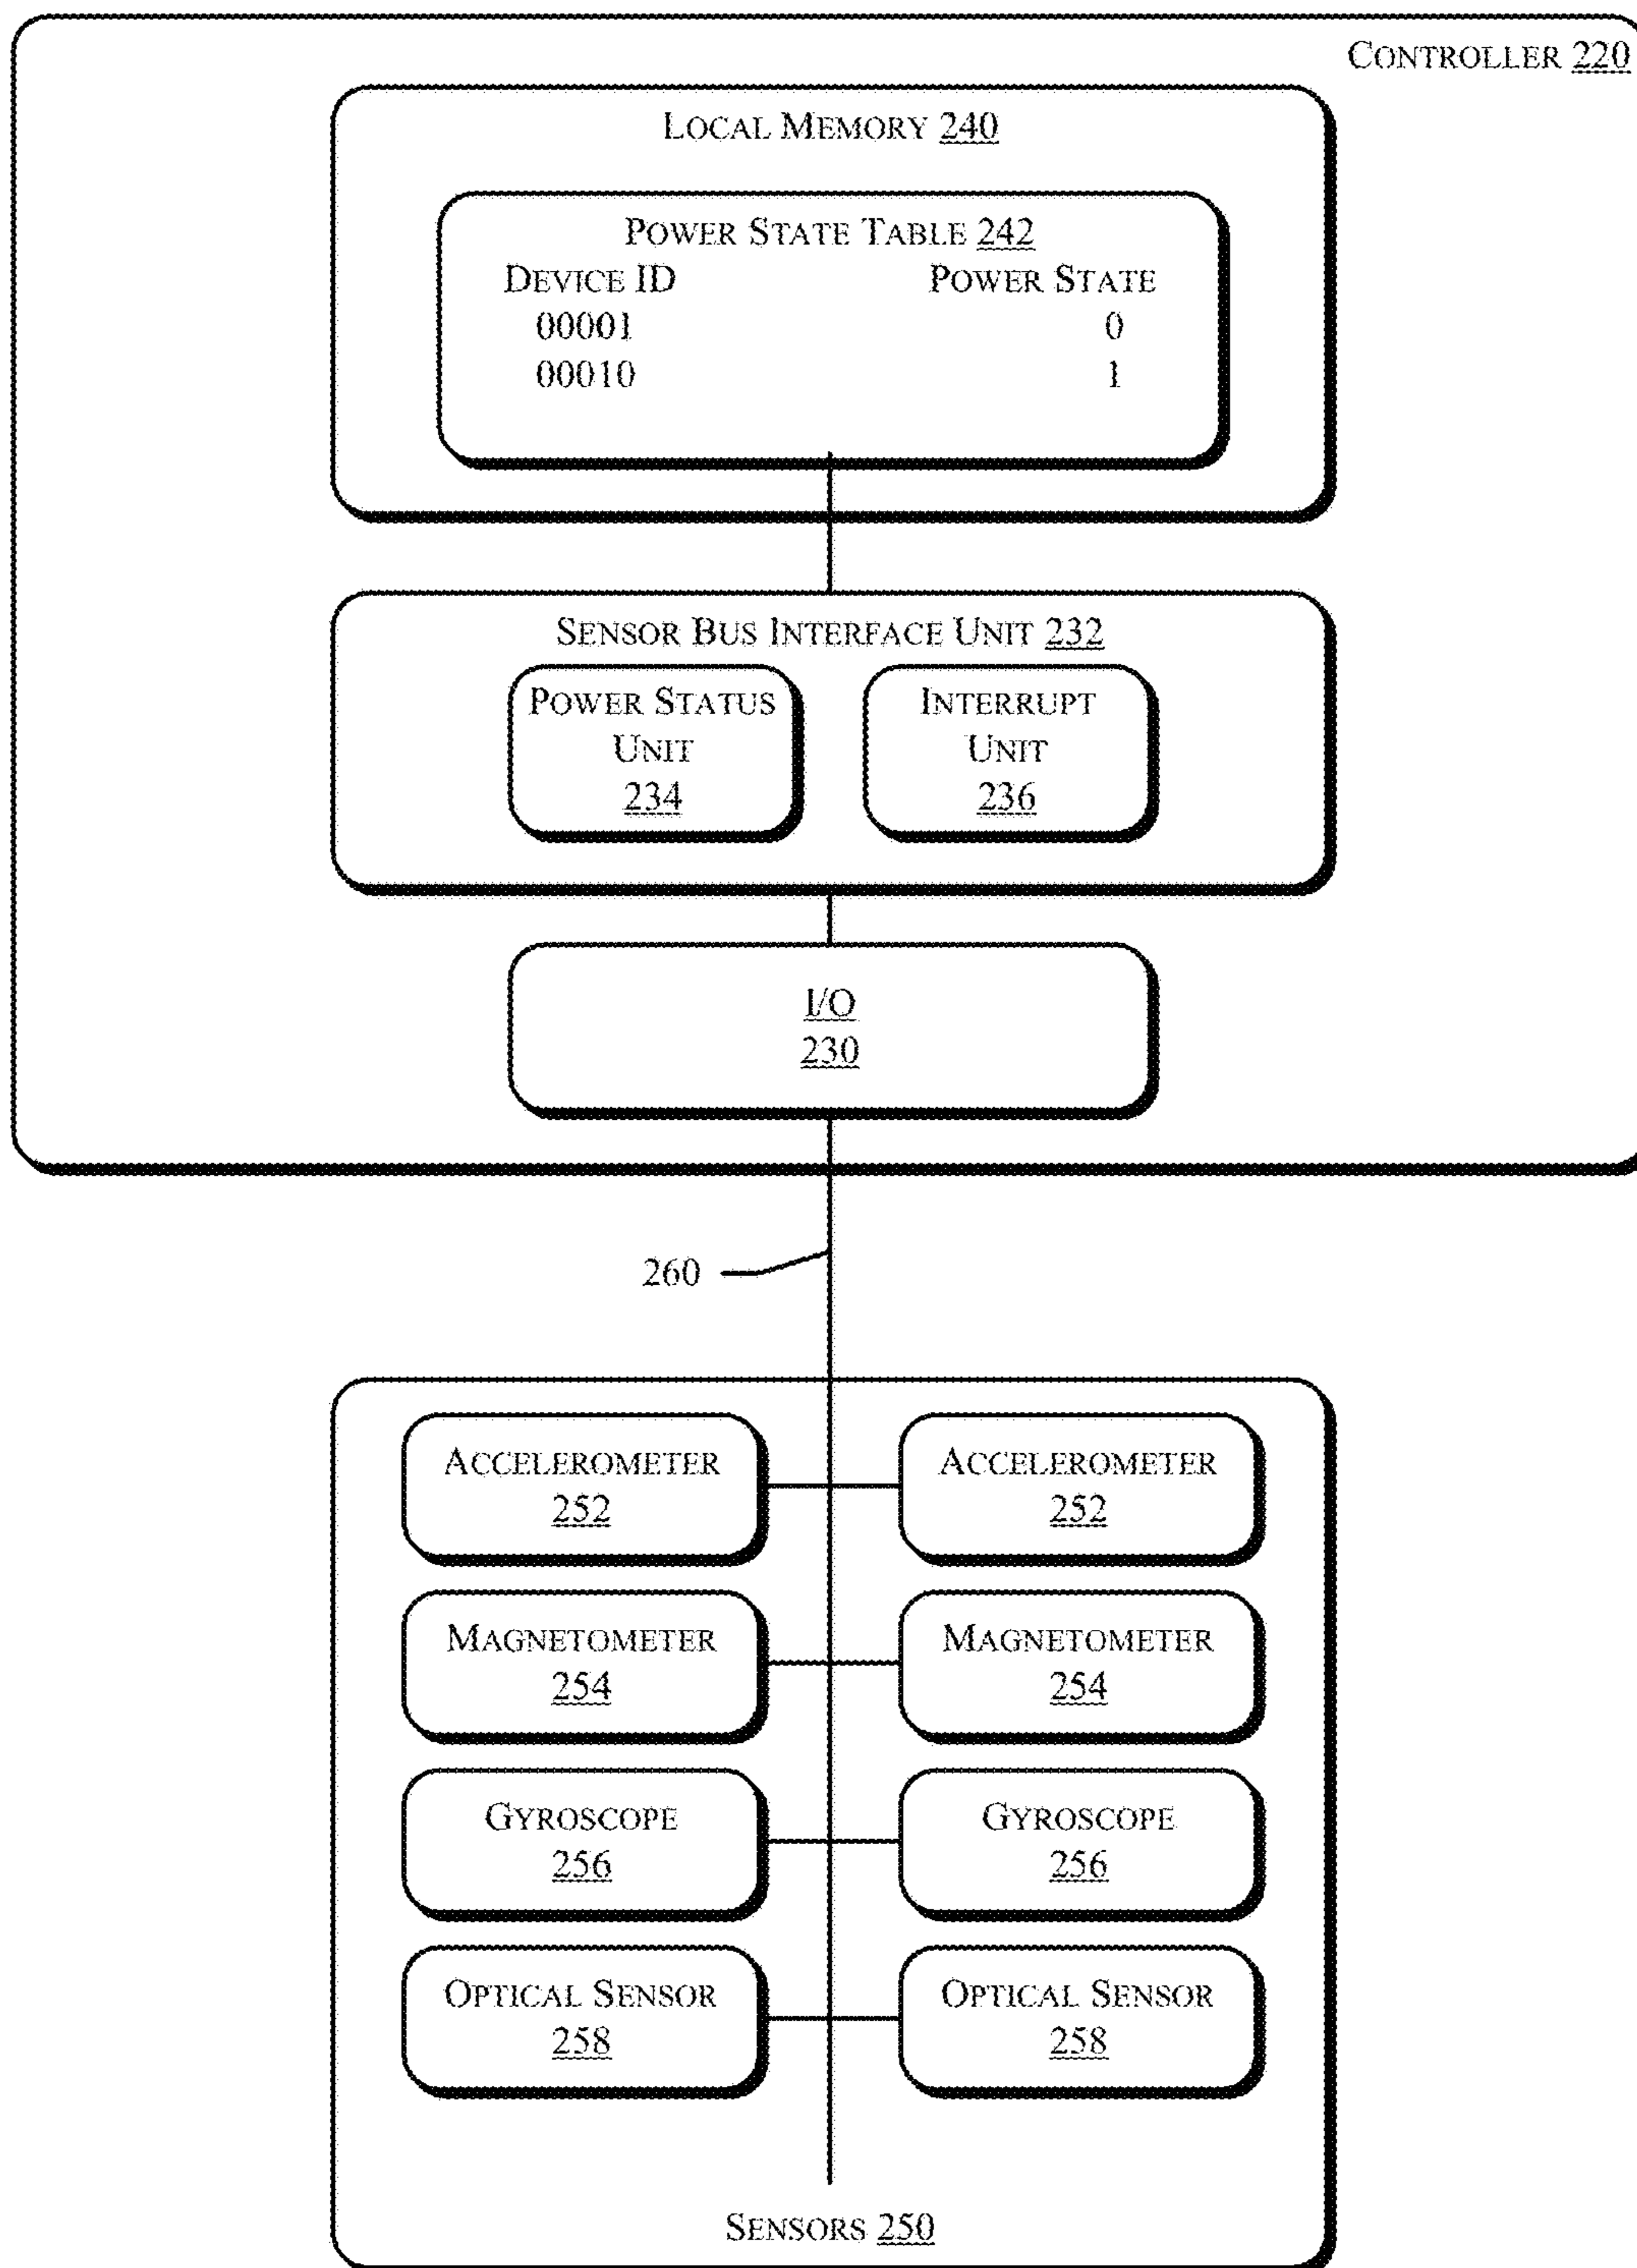 CONTROLLER 220
LOCAL MEMORY 240
POWER STATE TABLE 242
DEVICE ID POWER STATE
00001 0
00010 1
SENSOR BUS INTERFACE UNIT 232
POWER STATUS
UNIT
234
INTERRUPT
UNIT
236
I/O
230
260
ACCELEROMETER
252
ACCELEROMETER
252
MAGNETOMETER
254
MAGNETOMETER
254
GYROSCOPE
256
GYROSCOPE
256
OPTICAL SENSOR
258
OPTICAL SENSOR
258
SENSORS 250